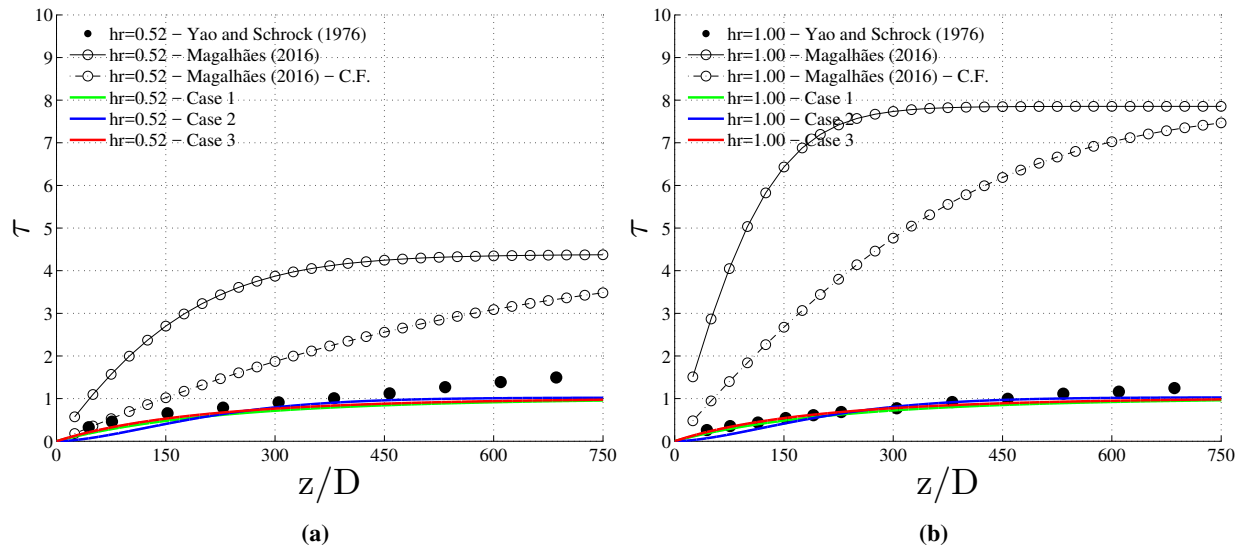 10
hr=0.52 − Yao and Schrock (1976)
9
hr=0.52 − Magalhães (2016)
hr=0.52 − Magalhães (2016) − C.F.
8
hr=0.52 − Case 1
hr=0.52 − Case 2
7
hr=0.52 − Case 3
6
5
τ
4
3
2
1
0
0 150 300 450 600 750
z/D
(a)
10
hr=1.00 − Yao and Schrock (1976)
9
hr=1.00 − Magalhães (2016)
hr=1.00 − Magalhães (2016) − C.F.
8
hr=1.00 − Case 1
hr=1.00 − Case 2
7
hr=1.00 − Case 3
6
5
τ
4
3
2
1
0
0 150 300 450 600 750
z/D
(b)